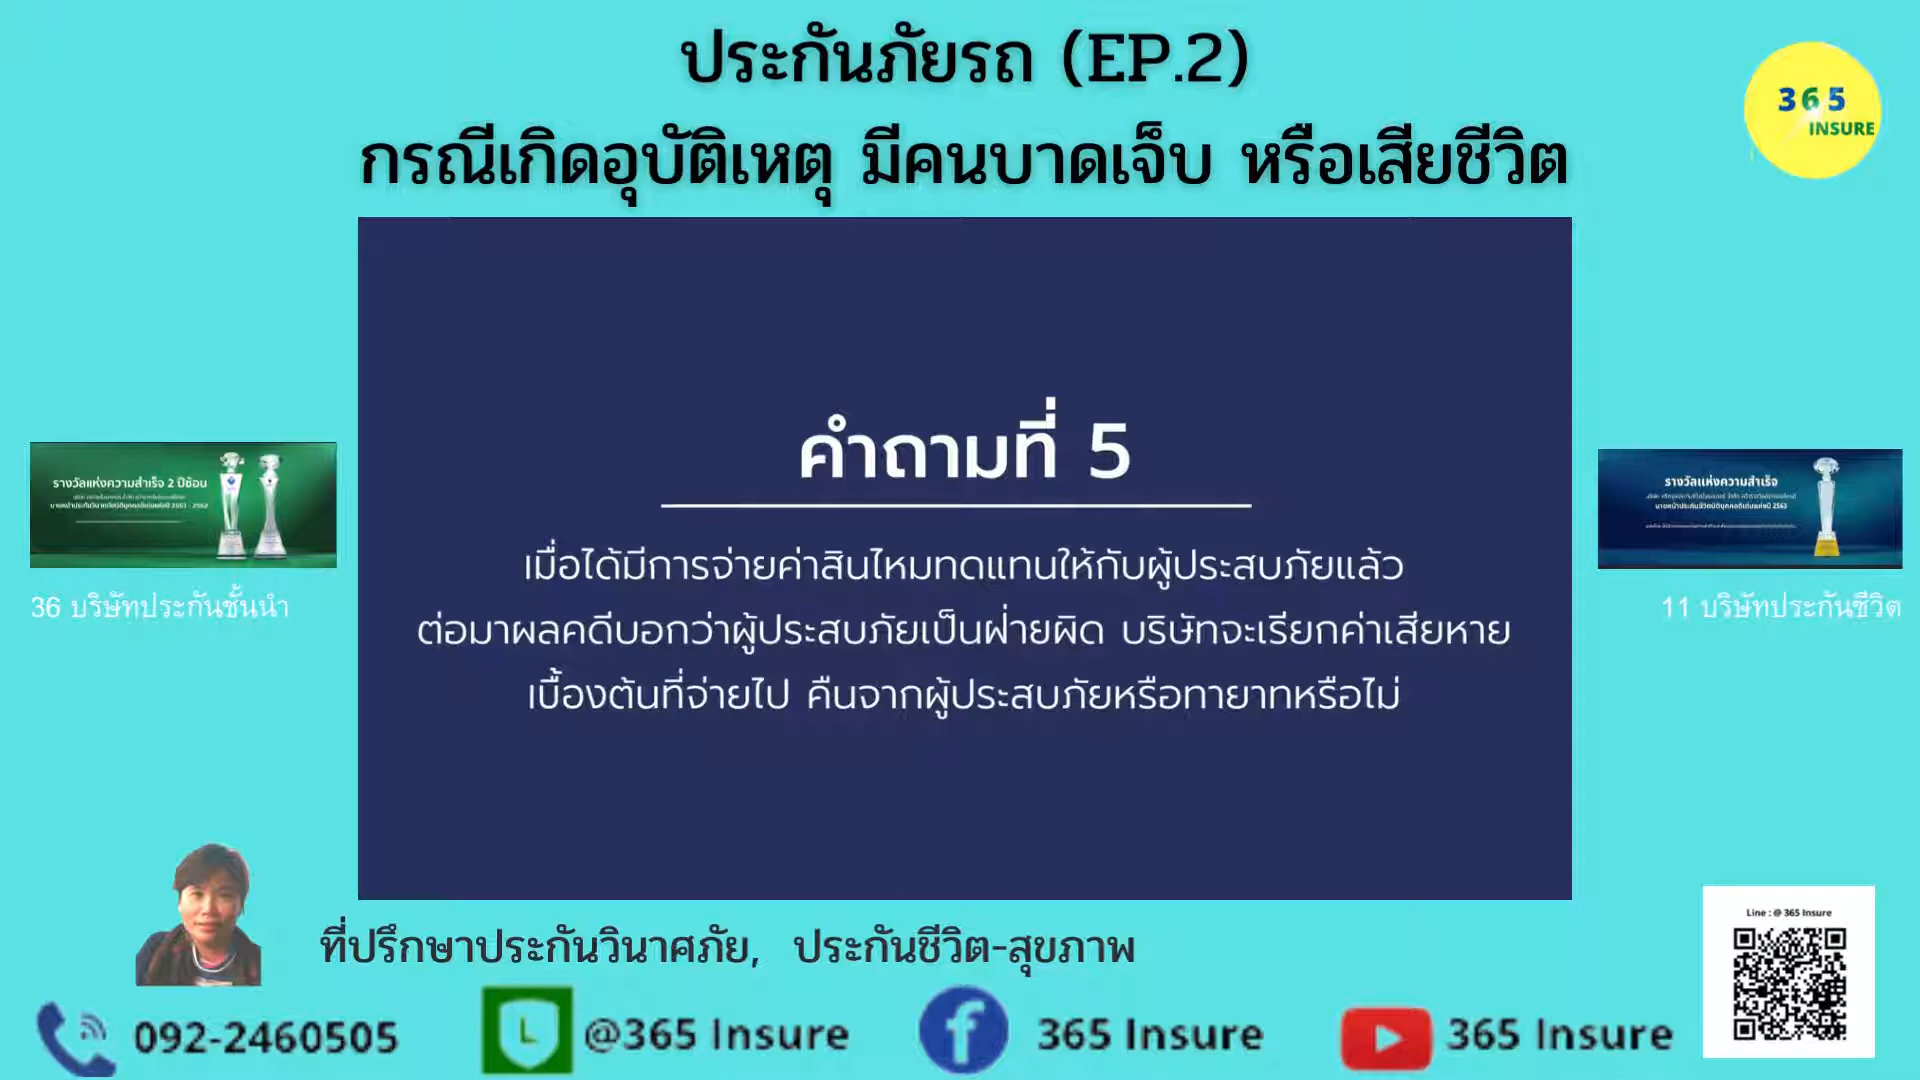 ประกันภัยรถ (EP.2)
กรณีเกิดอุบัติเหตุ มีคนบาดเจ็บ หรือเสียชีวิต
365
INSURE
คำถามที่ 5
เมื่อได้มีการจ่ายค่าสินไหมทดแทนให้กับผู้ประสบภัยแล้ว
ต่อมาผลคดีบอกว่าผู้ประสบภัยเป็นฝ่ายผิด บริษัทจะเรียกค่าเสียหาย
เบื้องต้นที่จ่ายไป คืนจากผู้ประสบภัยหรือทายาทหรือไม่
รางวัลแห่งความสำเร็จ 2 ปีซ้อน
36 บริษัทประกันชั้นนำ
รางวัลแห่งความสำเร็จ
11 บริษัทประกันชีวิต
ที่ปรึกษาประกันวินาศภัย, ประกันชีวิต-สุขภาพ
Line : @ 365 Insure
092-2460505
L
@365 Insure
f
365 Insure
365 Insure